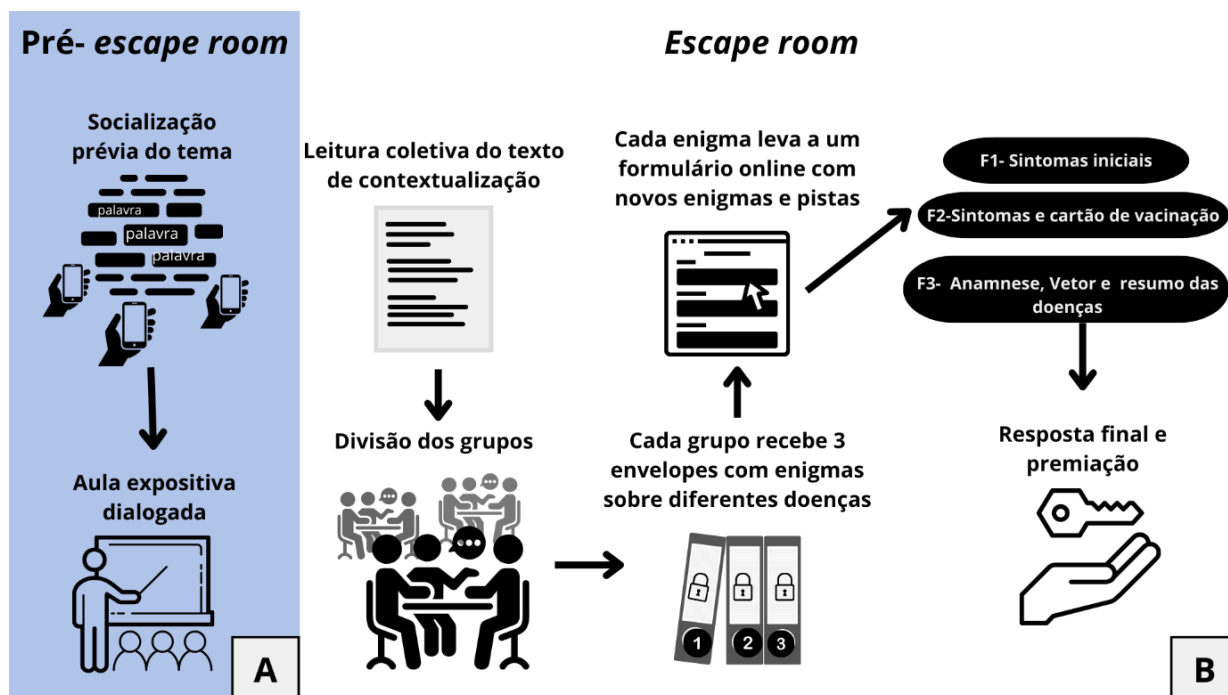 Pré- escape room
Socialização
prévia do tema
palavra
palavra
palavra
Aula expositiva
dialogada
A
Escape room
Leitura coletiva do texto
de contextualização
Divisão dos grupos
Cada grupo recebe 3
envelopes com enigmas
sobre diferentes doenças
1
2
3
Cada enigma leva a um
formulário online com
novos enigmas e pistas
F1- Sintomas iniciais
F2-Sintomas e cartão de vacinação
F3- Anamnese, Vetor e resumo das
doenças
Resposta final e
premiação
B